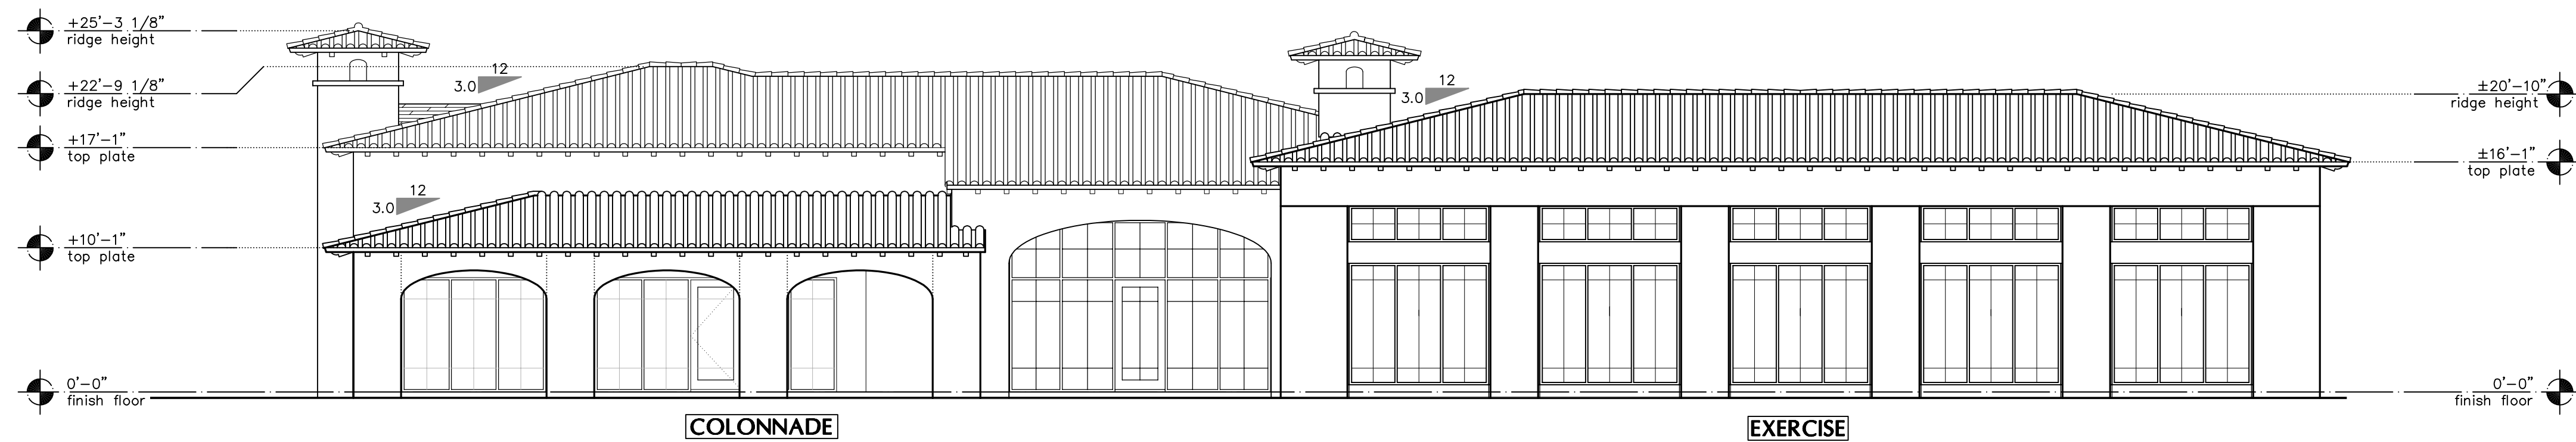 +25'-3 1/8"
ridge height
+22'-9 1/8"
ridge height
+17'-1"
top plate
+10'-1"
top plate
0'-0"
finish floor
12
3.0
12
3.0
12
3.0
±20'-10"
ridge height
±16'-1"
top plate
0'-0"
finish floor
COLONNADE
EXERCISE